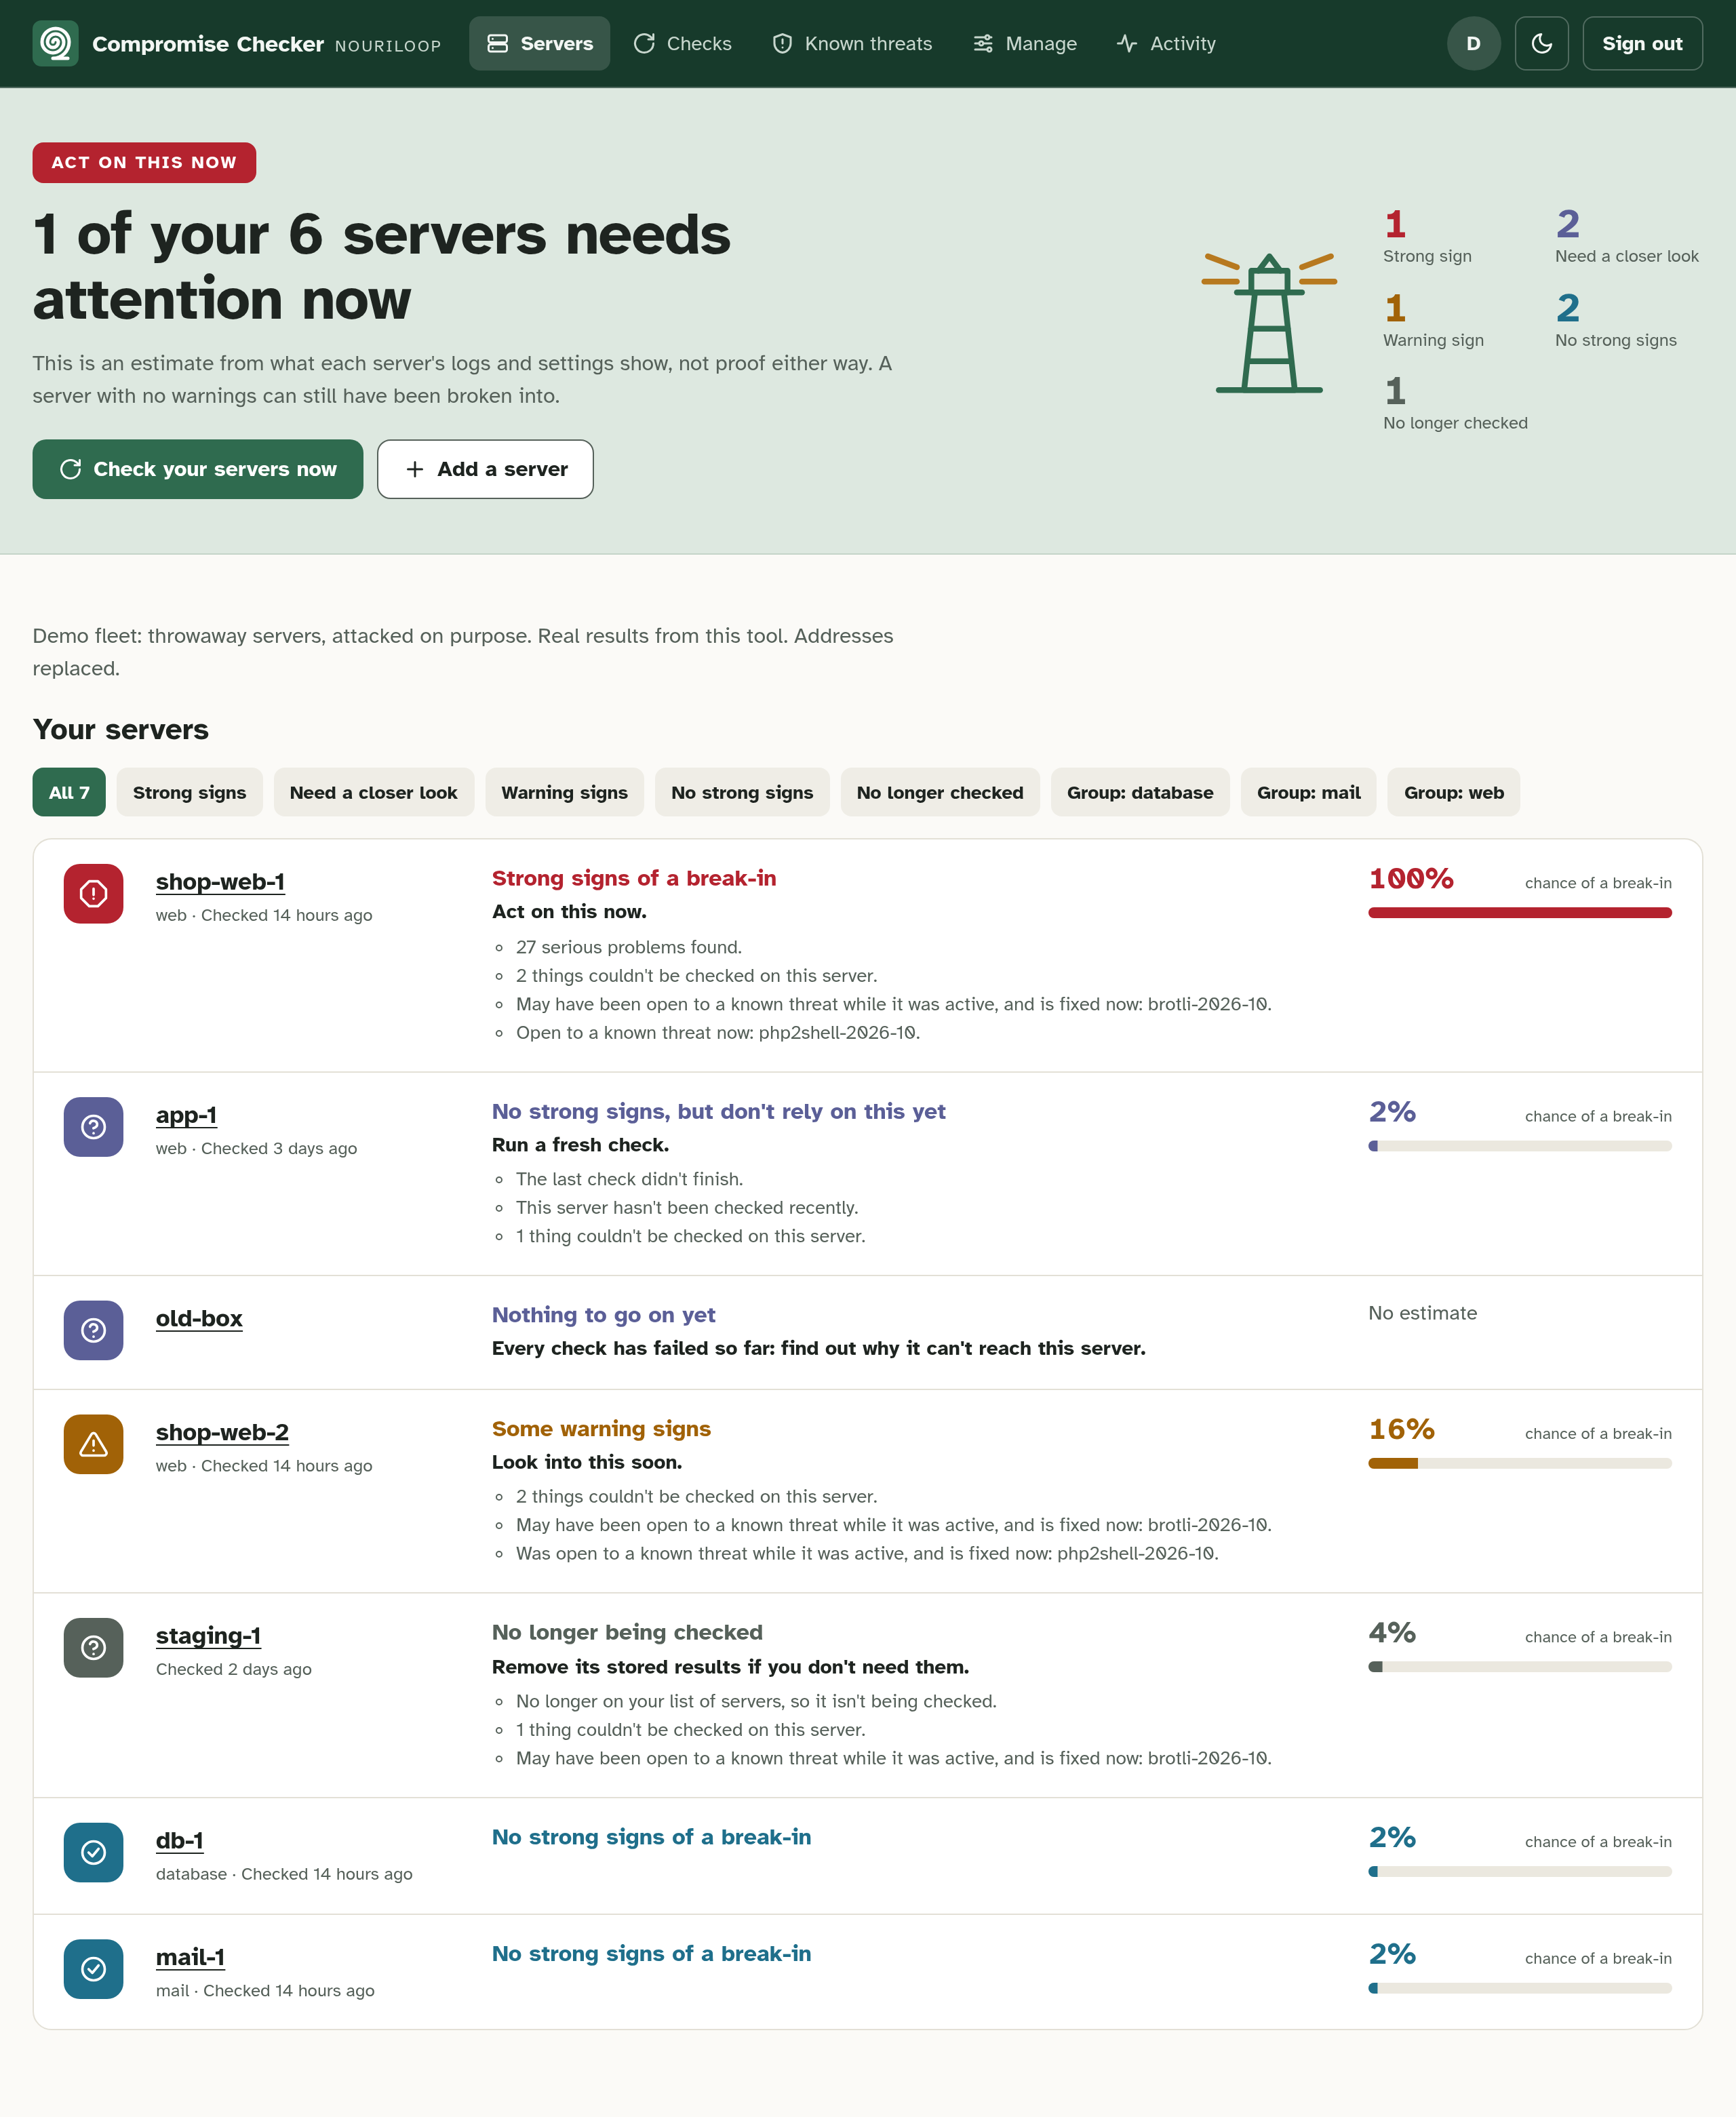 Compromise Checker NOURILOOP
Servers
Checks
Known threats
Manage
Activity
D
Sign out
ACT ON THIS NOW
1 of your 6 servers needs
attention now
This is an estimate from what each server's logs and settings show, not proof either way. A
server with no warnings can still have been broken into.
Check your servers now
Add a server
1
Strong sign
2
Need a closer look
1
Warning sign
2
No strong signs
1
No longer checked
Demo fleet: throwaway servers, attacked on purpose. Real results from this tool. Addresses
replaced.
Your servers
All 7
Strong signs
Need a closer look
Warning signs
No strong signs
No longer checked
Group: database
Group: mail
Group: web
shop-web-1
web · Checked 14 hours ago
Strong signs of a break-in
Act on this now.
27 serious problems found.
2 things couldn't be checked on this server.
May have been open to a known threat while it was active, and is fixed now: brotli-2026-10.
Open to a known threat now: php2shell-2026-10.
100% chance of a break-in
app-1
web · Checked 3 days ago
No strong signs, but don't rely on this yet
Run a fresh check.
The last check didn't finish.
This server hasn't been checked recently.
1 thing couldn't be checked on this server.
2% chance of a break-in
old-box
Nothing to go on yet
Every check has failed so far: find out why it can't reach this server.
No estimate
shop-web-2
web · Checked 14 hours ago
Some warning signs
Look into this soon.
2 things couldn't be checked on this server.
May have been open to a known threat while it was active, and is fixed now: brotli-2026-10.
Was open to a known threat while it was active, and is fixed now: php2shell-2026-10.
16% chance of a break-in
staging-1
Checked 2 days ago
No longer being checked
Remove its stored results if you don't need them.
No longer on your list of servers, so it isn't being checked.
1 thing couldn't be checked on this server.
May have been open to a known threat while it was active, and is fixed now: brotli-2026-10.
4% chance of a break-in
db-1
database · Checked 14 hours ago
No strong signs of a break-in
2% chance of a break-in
mail-1
mail · Checked 14 hours ago
No strong signs of a break-in
2% chance of a break-in